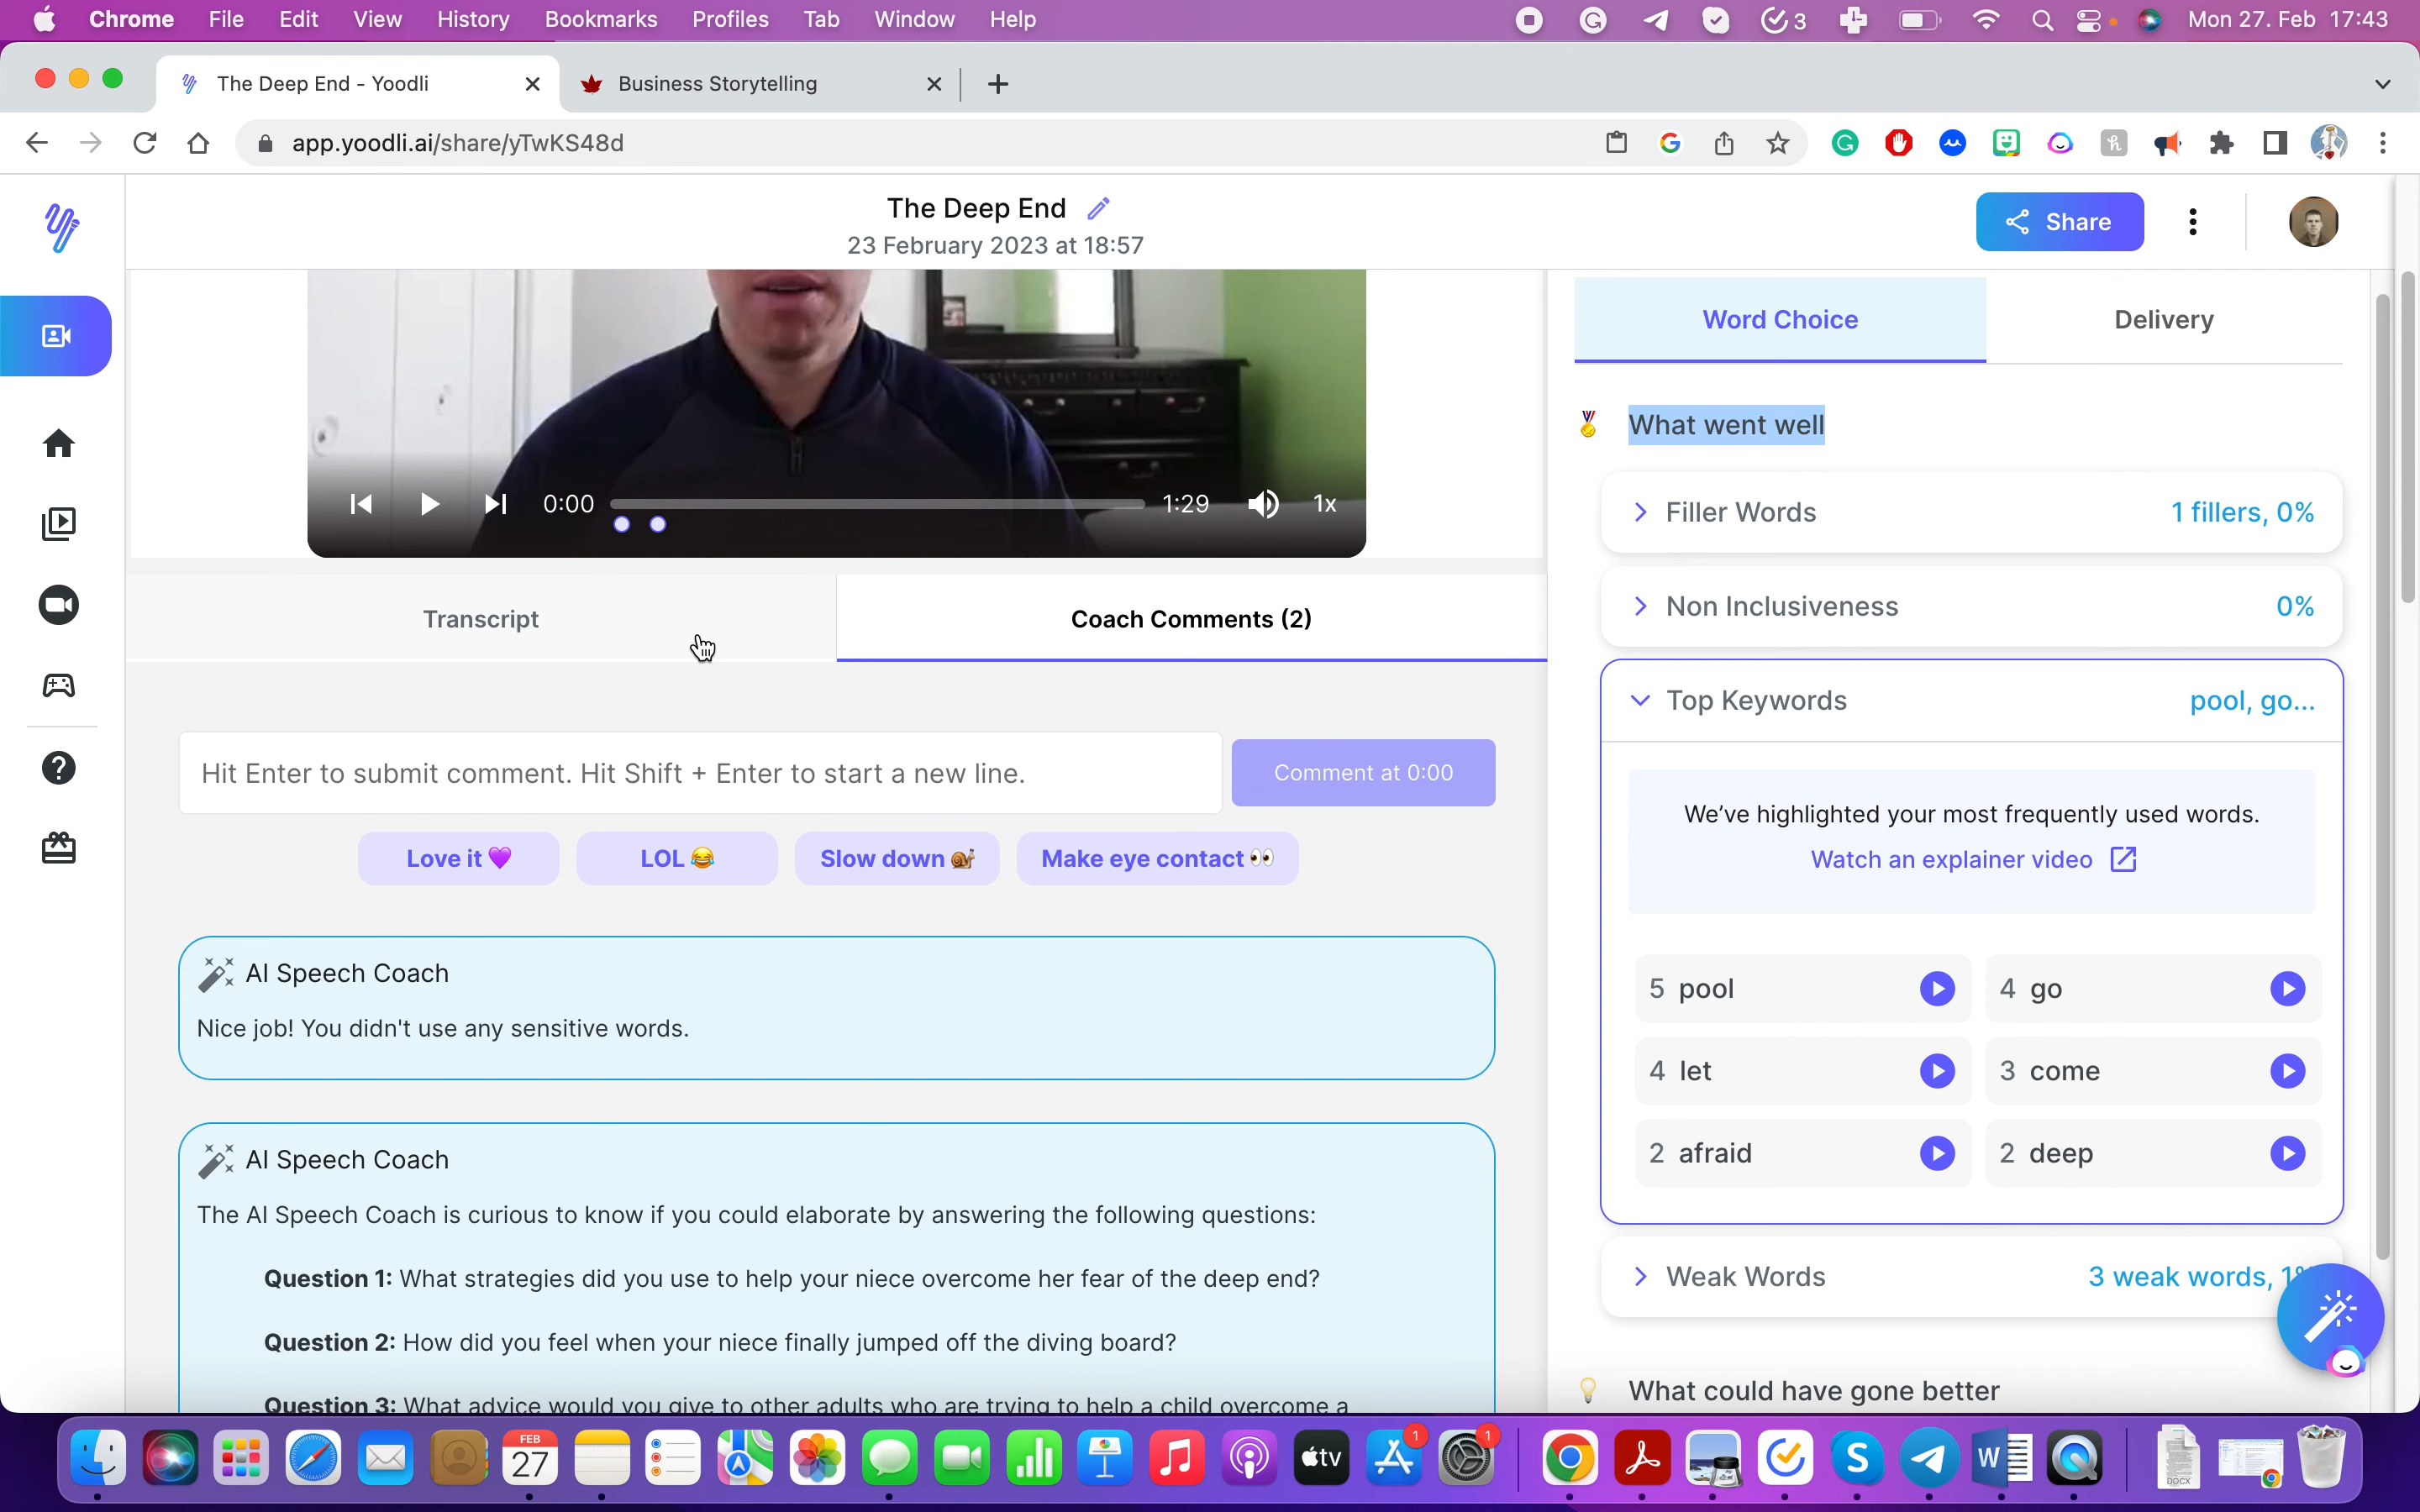 Chrome File Edit View History Bookmarks Profiles Tab Window Help 3 Mon 27. Feb 17:43
The Deep End - Yoodli
Business Storytelling
app.yoodli.ai/share/yTwKS48d
The Deep End
23 February 2023 at 18:57
Share
0:00
1:29
1x
Transcript
Coach Comments (2)
Hit Enter to submit comment. Hit Shift + Enter to start a new line.
Comment at 0:00
Love it 💜
LOL 😂
Slow down 🐌
Make eye contact 👀
AI Speech Coach
Nice job! You didn't use any sensitive words.
AI Speech Coach
The AI Speech Coach is curious to know if you could elaborate by answering the following questions:
Question 1: What strategies did you use to help your niece overcome her fear of the deep end?
Question 2: How did you feel when your niece finally jumped off the diving board?
Question 3: What advice would you give to other adults who are trying to help a child overcome a
Word Choice
Delivery
What went well
Filler Words 1 fillers, 0%
Non Inclusiveness 0%
Top Keywords pool, go...
We've highlighted your most frequently used words.
Watch an explainer video
5 pool
4 go
4 let
3 come
2 afraid
2 deep
Weak Words 3 weak words, 1%
What could have gone better
FEB
27
tv
1
1
S
W
DOCX